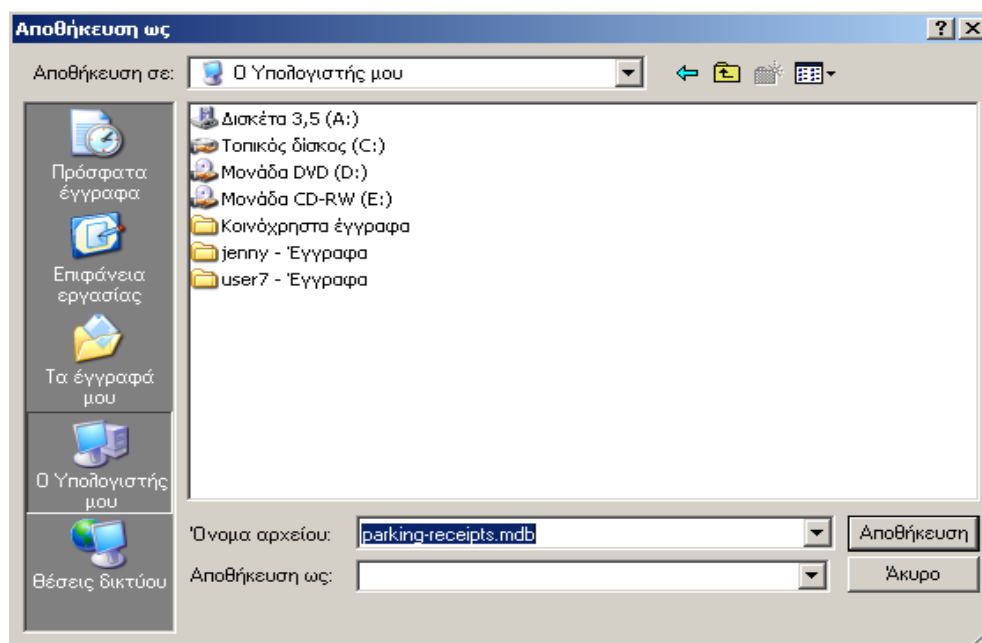 Αποθήκευση ως
Αποθήκευση σε:
Ο Υπολογιστής μου
Πρόσφατα
έγγραφα
Επιφάνεια
εργασίας
Τα έγγραφά
μου
Ο Υπολογιστής
μου
Θέσεις δικτύου
Δισκέτα 3,5 (A:)
Τοπικός δίσκος (C:)
Μονάδα DVD (D:)
Μονάδα CD-RW (E:)
Κοινόχρηστα έγγραφα
jenny - Έγγραφα
user7 - Έγγραφα
Όνομα αρχείου:
parking-receipts.mdb
Αποθήκευση
Αποθήκευση ως:
Άκυρο